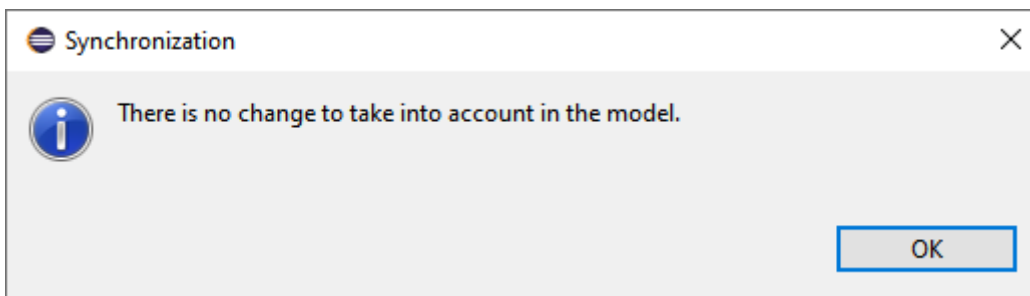 Synchronization
There is no change to take into account in the model.
OK